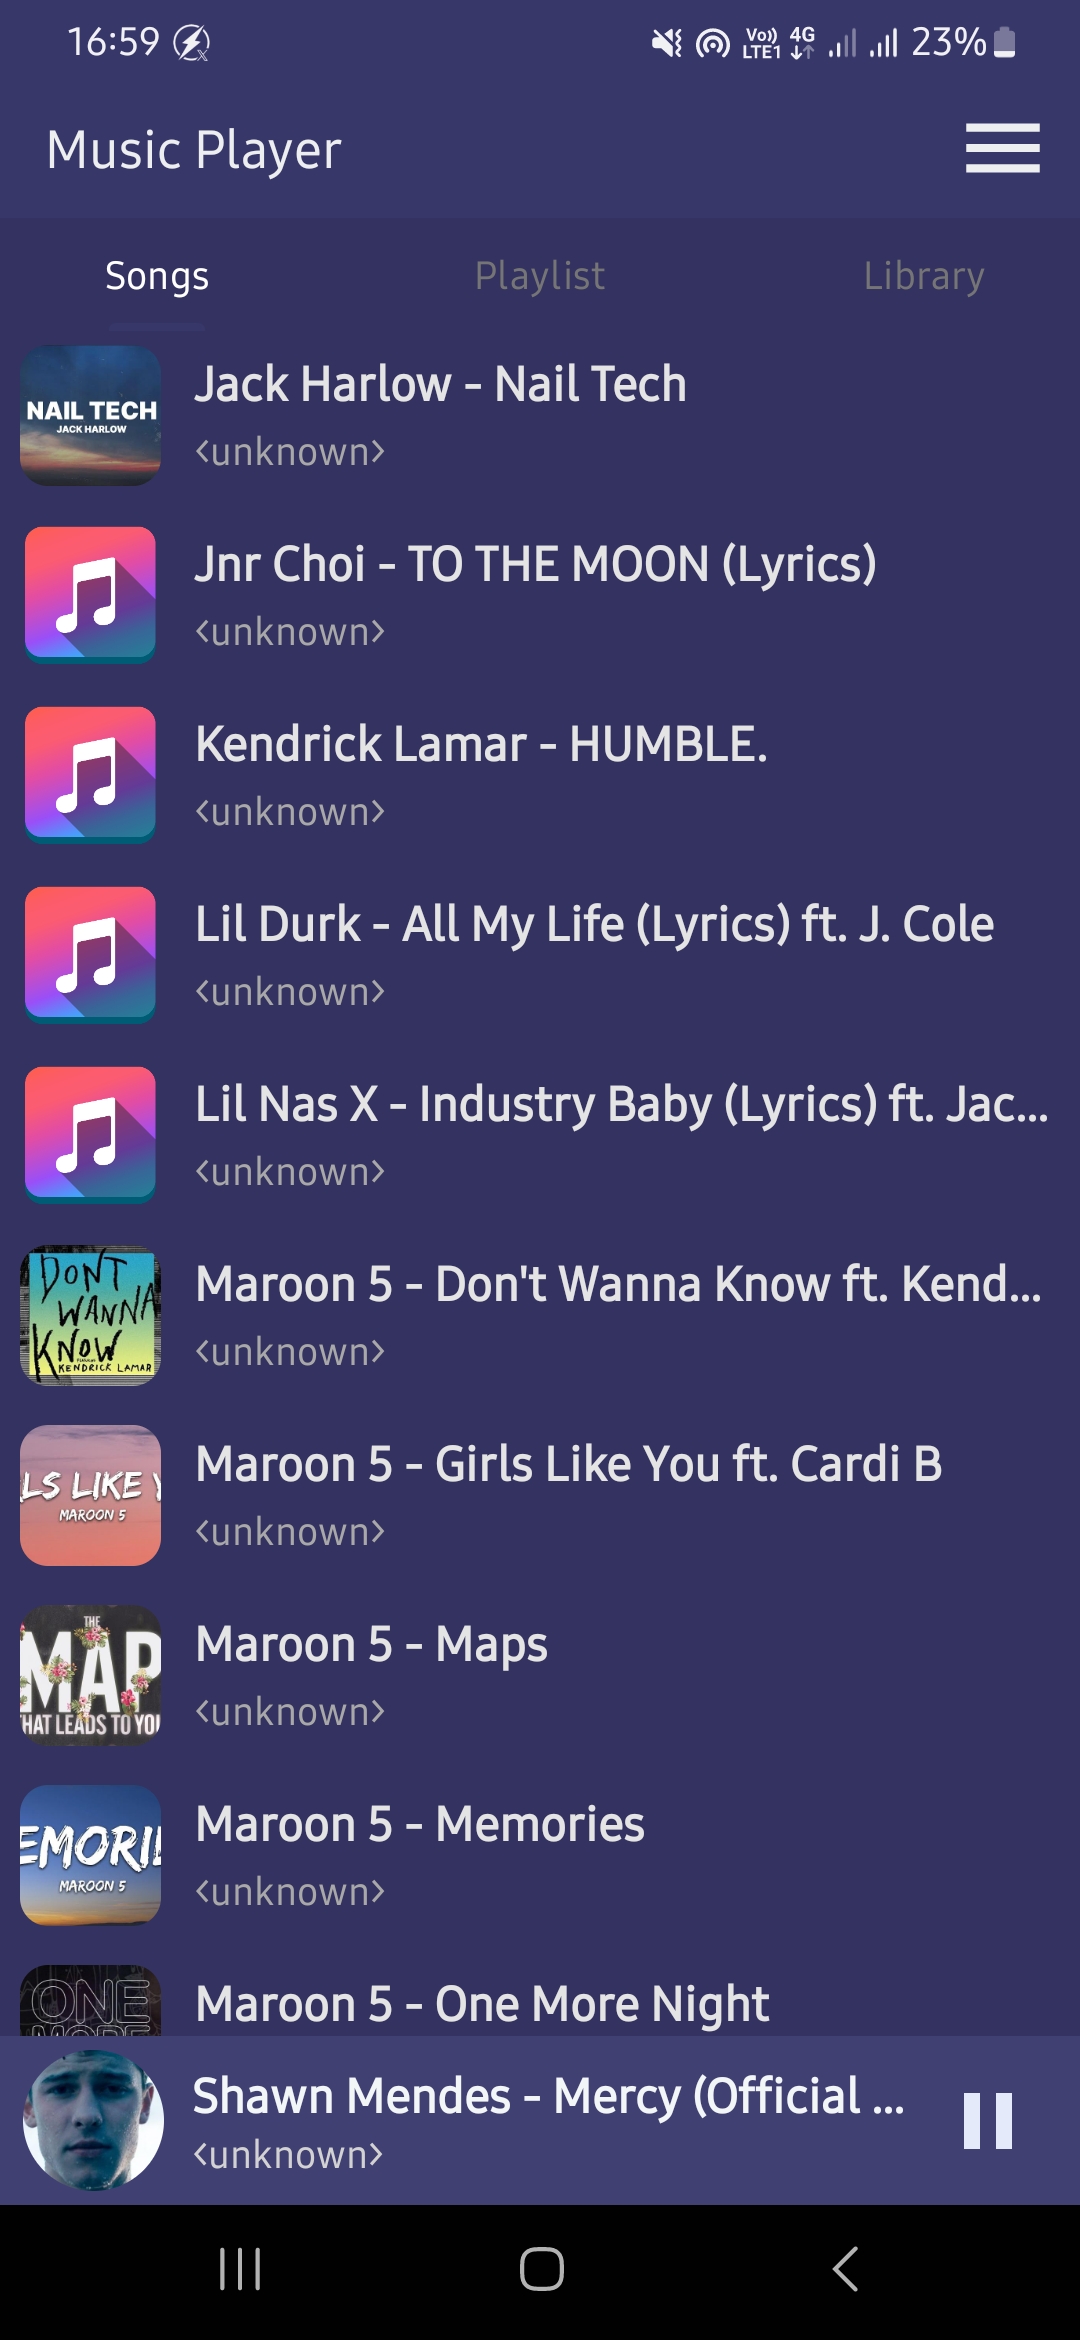 16:59 Vo)) LTE1 4G 23%
Music Player
Songs Playlist Library
NAIL TECH
JACK HARLOW
Jack Harlow - Nail Tech
<unknown>
Jnr Choi - TO THE MOON (Lyrics)
<unknown>
Kendrick Lamar - HUMBLE.
<unknown>
Lil Durk - All My Life (Lyrics) ft. J. Cole
<unknown>
Lil Nas X - Industry Baby (Lyrics) ft. Jac...
<unknown>
DONT
WANNA
KNOW
KENDRICK LAMAR
Maroon 5 - Don't Wanna Know ft. Kend...
<unknown>
LS LIKE Y
MAROON 5
Maroon 5 - Girls Like You ft. Cardi B
<unknown>
THE
MAP
HAT LEADS TO YOU
Maroon 5 - Maps
<unknown>
EMORIE
MAROON 5
Maroon 5 - Memories
<unknown>
ONE
MORE
Maroon 5 - One More Night
Shawn Mendes - Mercy (Official ...
<unknown>